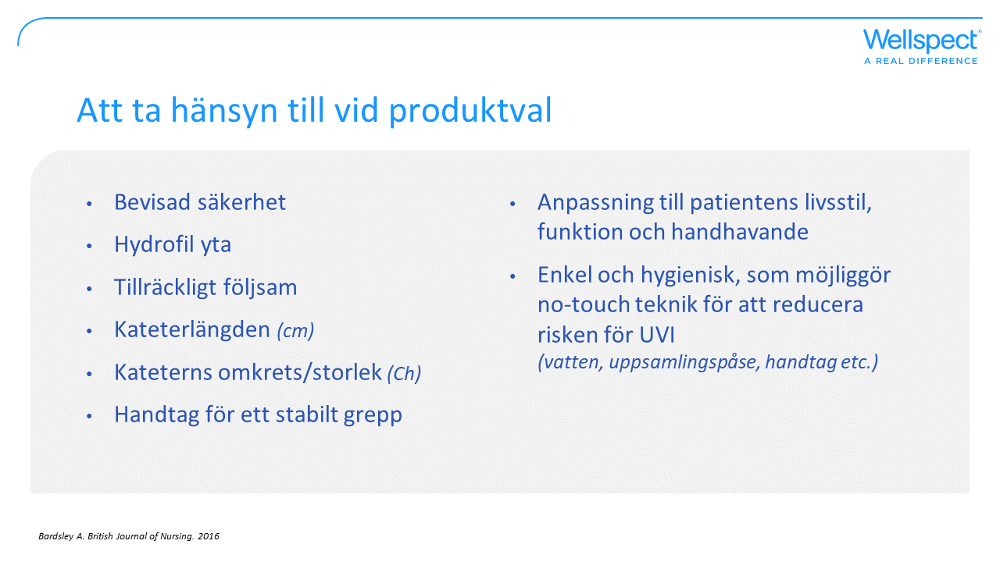 Wellspect®
A REAL DIFFERENCE
Att ta hänsyn till vid produktval
• Bevisad säkerhet
• Hydrofil yta
• Tillräckligt följsam
• Kateterlängden (cm)
• Kateterns omkrets/storlek (Ch)
• Handtag för ett stabilt grepp
• Anpassning till patientens livsstil,
funktion och handhavande
• Enkel och hygienisk, som möjliggör
no-touch teknik för att reducera
risken för UVI
(vatten, uppsamlingspåse, handtag etc.)
Bardsley A. British Journal of Nursing. 2016